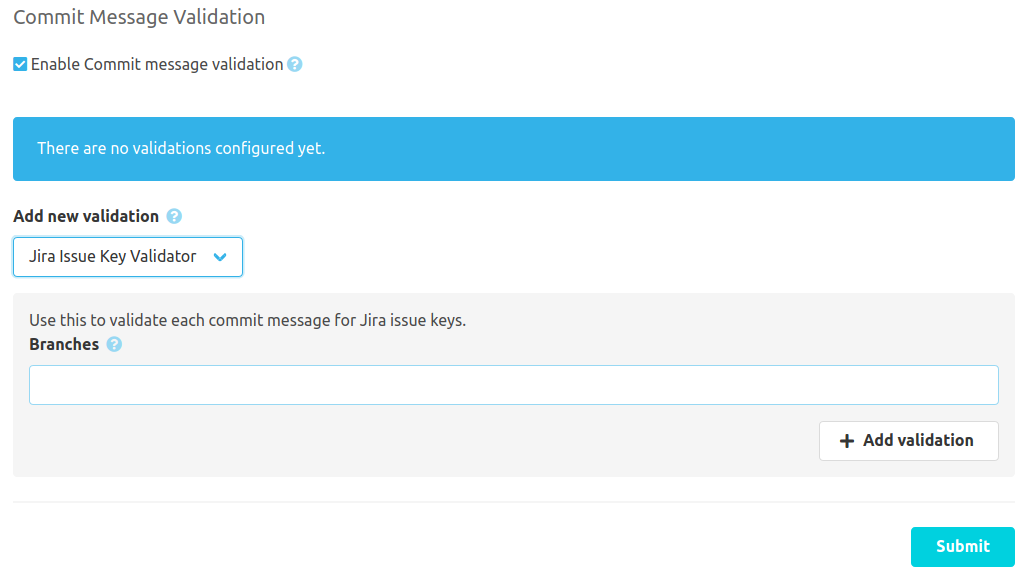 Commit Message Validation
Enable Commit message validation ?
There are no validations configured yet.
Add new validation ?
Jira Issue Key Validator
Use this to validate each commit message for Jira issue keys.
Branches ?
+ Add validation
Submit